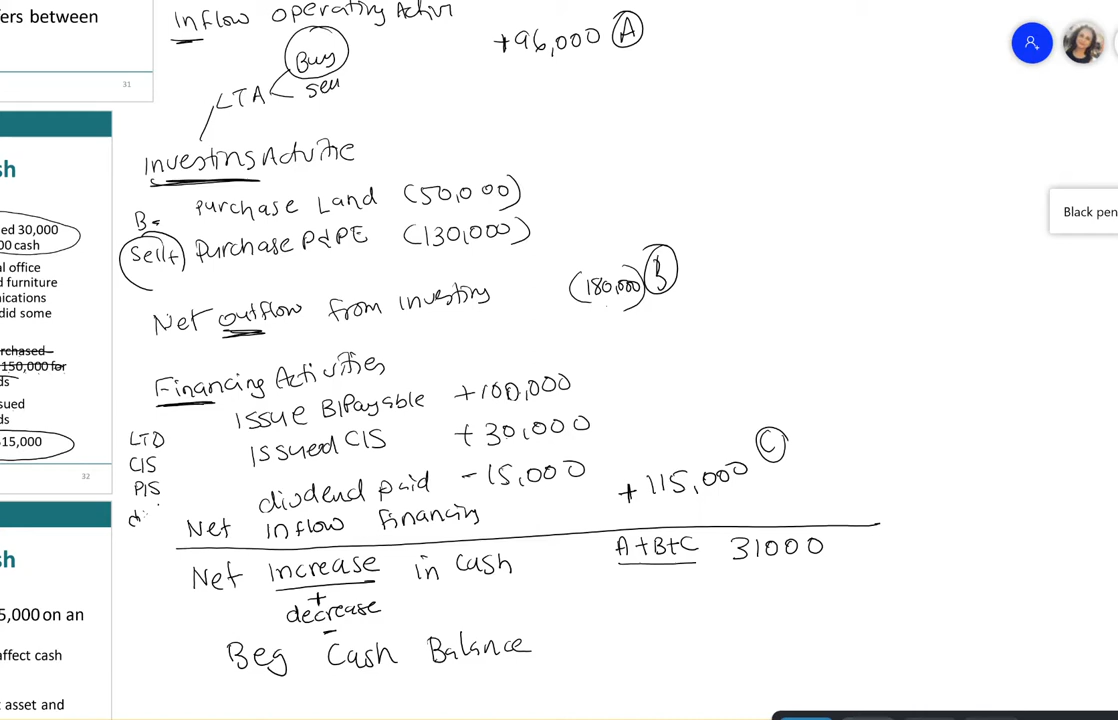 fers between
31
sh
ed 30,000
00 cash
al office
d furniture
nications
did some
rchased
150,000 for
ds
sued
ds
$15,000
32
sh
5,000 on an
affect cash
t asset and
Inflow operating Activi
+96,000 A
Buy
LTA
sell
Investing Activitie
Purchase Land (50,000)
B
Sell Purchase P&PE (130,000)
Net outflow from investing (180,000) B
Financing Activities
Issue B/Payable +100,000
LTD
Issued C/S +30,000
C/S
P/S
dividend paid -15,000
+115,000 C
Net Inflow financing
Net increase in Cash A+B+C 31000
+
decrease
-
Beg Cash Balance
Black pen